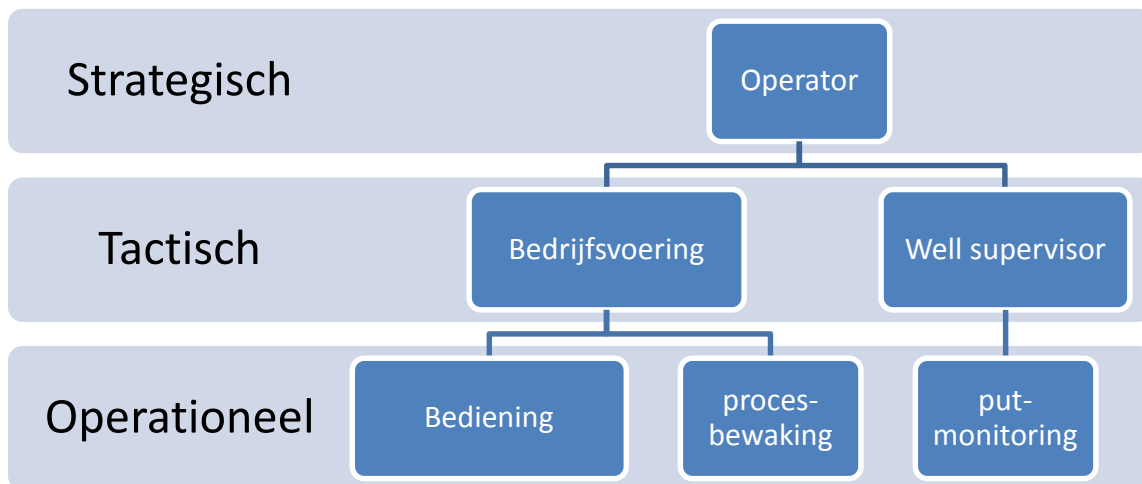 Strategisch
Operator
Tactisch
Bedrijfsvoering
Well supervisor
Operationeel
Bediening
proces-
bewaking
put-
monitoring